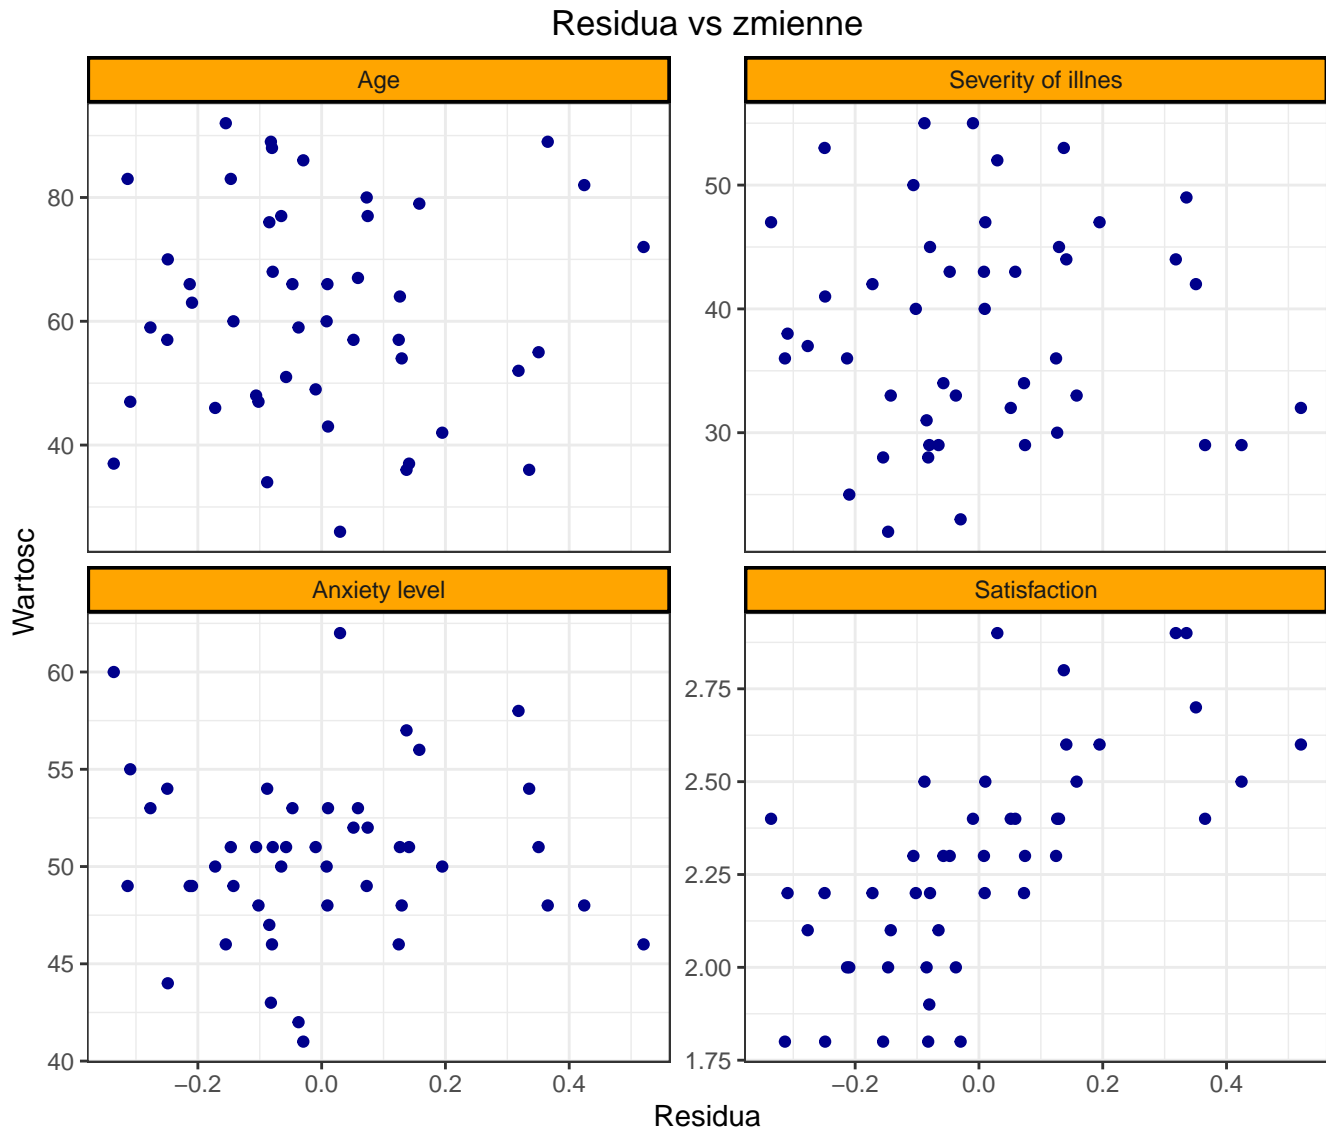 Residua vs zmienne
Age
Severity of illnes
80
60
40
50
40
30
Wartosc
Anxiety level
Satisfaction
60
55
50
45
40
2.75
2.50
2.25
2.00
1.75
−0.2 0.0 0.2 0.4
−0.2 0.0 0.2 0.4
Residua